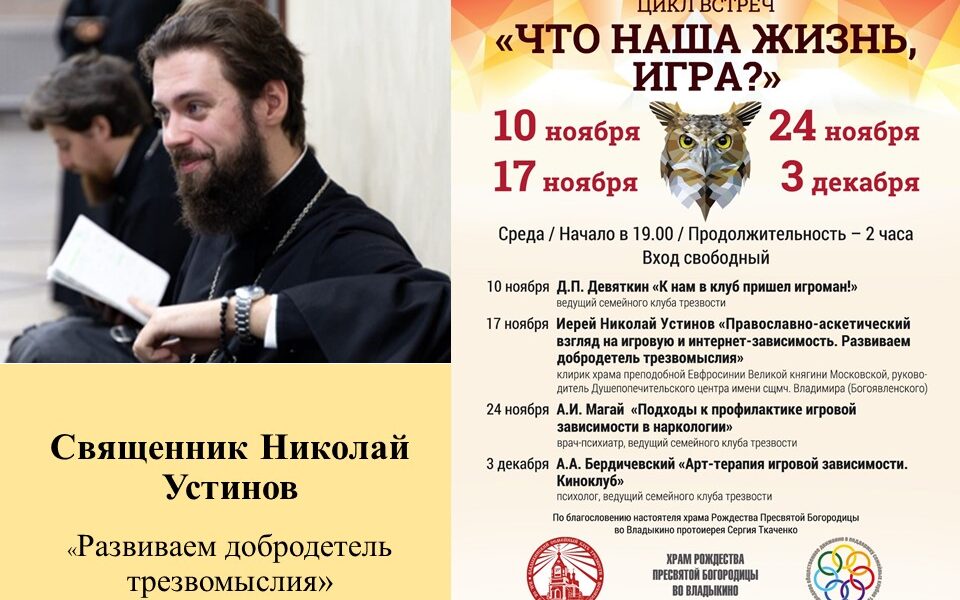 Священник Николай
Устинов
«Развиваем добродетель
трезвомыслия»
ЦИКЛ ВСТРЕЧ
«ЧТО НАША ЖИЗНЬ,
ИГРА?»
10 ноября
24 ноября
17 ноября
3 декабря
Среда / Начало в 19.00 / Продолжительность – 2 часа
Вход свободный
10 ноября Д.П. Девяткин «К нам в клуб пришел игроман!»
ведущий семейного клуба трезвости
17 ноября Иерей Николай Устинов «Православно-аскетический
взгляд на игровую и интернет-зависимость. Развиваем
добродетель трезвомыслия»
клирик храма преподобной Евфросинии Великой княгини Московской, руково-
дитель Душепопечительского центра имени сщмч. Владимира (Богоявленского)
24 ноября А.И. Магай «Подходы к профилактике игровой
зависимости в наркологии»
врач-психиатр, ведущий семейного клуба трезвости
3 декабря А.А. Бердичевский «Арт-терапия игровой зависимости.
Киноклуб»
психолог, ведущий семейного клуба трезвости
По благословению настоятеля храма Рождества Пресвятой Богородицы
во Владыкино протоиерея Сергия Ткаченко
ХРАМ РОЖДЕСТВА
ПРЕСВЯТОЙ БОГОРОДИЦЫ
ВО ВЛАДЫКИНО